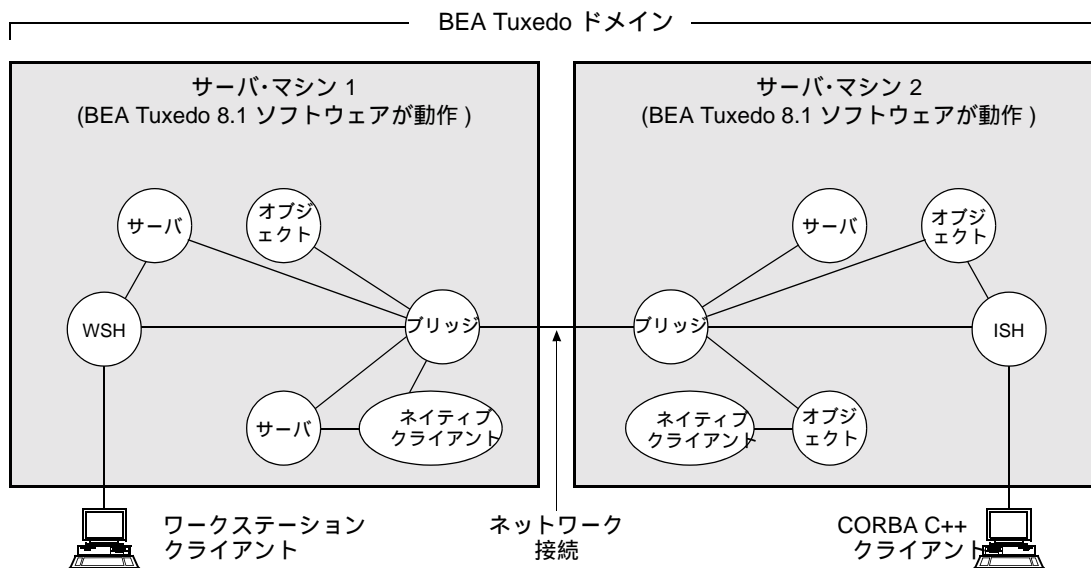 BEA Tuxedo ドメイン
サーバ・マシン 1
(BEA Tuxedo 8.1 ソフトウェアが動作 )
サーバ・マシン 2
(BEA Tuxedo 8.1 ソフトウェアが動作 )
サーバ
オブジ
ェクト
サーバ
オブジ
ェクト
WSH
ブリッジ
ブリッジ
ISH
サーバ
ネイティブ
クライアント
ネイティブ
クライアント
オブジ
ェクト
ワークステーション
クライアント
ネットワーク
接続
CORBA C++
クライアント